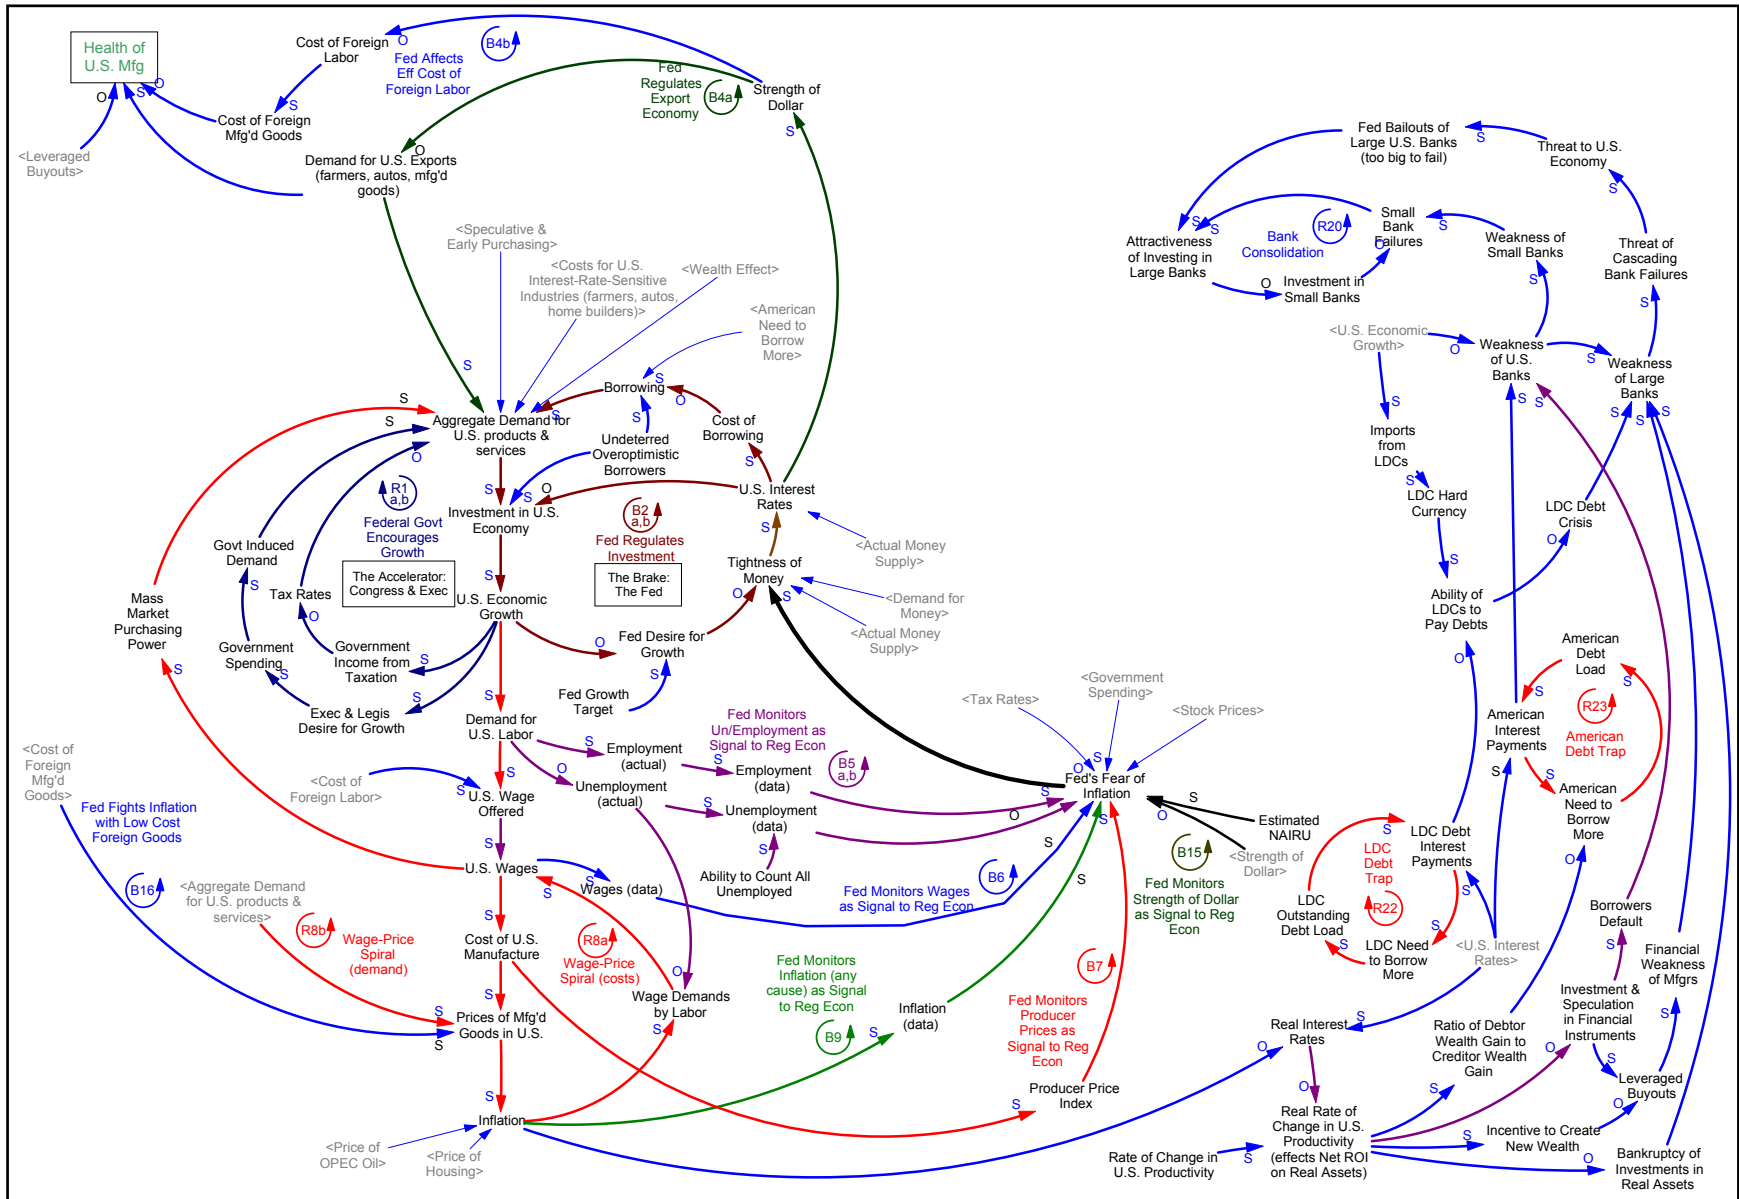 Health of
U.S. Mfg
Cost of Foreign
Labor
O
Fed Affects
Eff Cost of
Foreign Labor
B4b
Fed
Regulates
Export
Economy
B4a
Strength of
Dollar
S
O
O
S
S
Cost of Foreign
Mfg'd Goods
<Leveraged
Buyouts>
O
Demand for U.S. Exports
(farmers, autos, mfg'd
goods)
<Speculative &
Early Purchasing>
<Costs for U.S.
Interest-Rate-Sensitive
Industries (farmers, autos,
home builders)>
<Wealth Effect>
<American
Need to
Borrow
More>
S
Borrowing
S
O
S
S
Cost of
Borrowing
S
S
S
Aggregate Demand for
U.S. products &
services
O
Undeterred
Overoptimistic
Borrowers
R1
a,b
Federal Govt
Encourages
Growth
S
S
O
Investment in U.S.
Economy
B2
a,b
Fed Regulates
Investment
U.S. Interest
Rates
S
<Actual Money
Supply>
Govt Induced
Demand
The Accelerator:
Congress & Exec
The Brake:
The Fed
Tightness of
Money
O
S
<Demand for
Money>
<Actual Money
Supply>
S
Tax Rates
O
S
U.S. Economic
Growth
Mass
Market
Purchasing
Power
S
Government
Spending
S
Government
Income from
Taxation
S
S
Exec & Legis
Desire for Growth
O
Fed Desire for
Growth
S
Fed Growth
Target
S
Demand for
U.S. Labor
S
Employment
(actual)
S
Employment
(data)
Fed Monitors
Un/Employment as
Signal to Reg Econ
B5
a,b
O
Unemployment
(actual)
S
Unemployment
(data)
S
Ability to Count All
Unemployed
<Tax Rates>
<Government
Spending>
<Stock Prices>
O
S
Fed's Fear of
Inflation
S
O
S
S
S
S
O
Estimated
NAIRU
<Strength of
Dollar>
B15
Fed Monitors
Strength of Dollar
as Signal to Reg
Econ
<Cost of
Foreign
Mfg'd
Goods>
Fed Fights Inflation
with Low Cost
Foreign Goods
B16
<Cost of
Foreign Labor>
S
S
U.S. Wage
Offered
S
U.S. Wages
S
S
Wages (data)
Fed Monitors Wages
as Signal to Reg Econ
B6
<Aggregate Demand
for U.S. products &
services>
R8b
Wage-Price
Spiral
(demand)
S
Cost of U.S.
Manufacture
R8a
Wage-Price
Spiral (costs)
O
Wage Demands
by Labor
S
S
S
Prices of Mfg'd
Goods in U.S.
S
S
Inflation
<Price of
OPEC Oil>
<Price of
Housing>
Fed Monitors
Inflation (any
cause) as Signal
to Reg Econ
B9
S
Inflation
(data)
B7
Fed Monitors
Producer
Prices as
Signal to Reg
Econ
S
Producer Price
Index
Fed Bailouts of
Large U.S. Banks
(too big to fail)
S
Threat to U.S.
Economy
S
Threat of
Cascading
Bank Failures
S
S
S
Attractiveness
of Investing in
Large Banks
Bank
Consolidation
R20
Small
Bank
Failures
S
O
Weakness of
Small Banks
S
O
Investment in
Small Banks
<U.S. Economic
Growth>
O
Weakness
of U.S.
Banks
S
Weakness
of Large
Banks
S
S
S
S
S
S
Imports
from
LDCs
S
LDC Hard
Currency
S
LDC Debt
Crisis
O
Ability of
LDCs to
Pay Debts
O
American
Debt
Load
S
S
R23
American
Debt Trap
American
Interest
Payments
S
S
American
Need to
Borrow
More
O
LDC
Debt
Trap
R22
S
LDC Debt
Interest
Payments
S
S
LDC
Outstanding
Debt Load
S
LDC Need
to Borrow
More
<U.S. Interest
Rates>
Borrowers
Default
S
Financial
Weakness
of Mfgrs
S
Investment &
Speculation
in Financial
Instruments
O
S
Leveraged
Buyouts
O
S
Real Interest
Rates
O
O
Ratio of Debtor
Wealth Gain to
Creditor Wealth
Gain
S
Real Rate of
Change in U.S.
Productivity
(effects Net ROI
on Real Assets)
Rate of Change in
U.S. Productivity
S
S
Incentive to Create
New Wealth
O
Bankruptcy of
Investments in
Real Assets